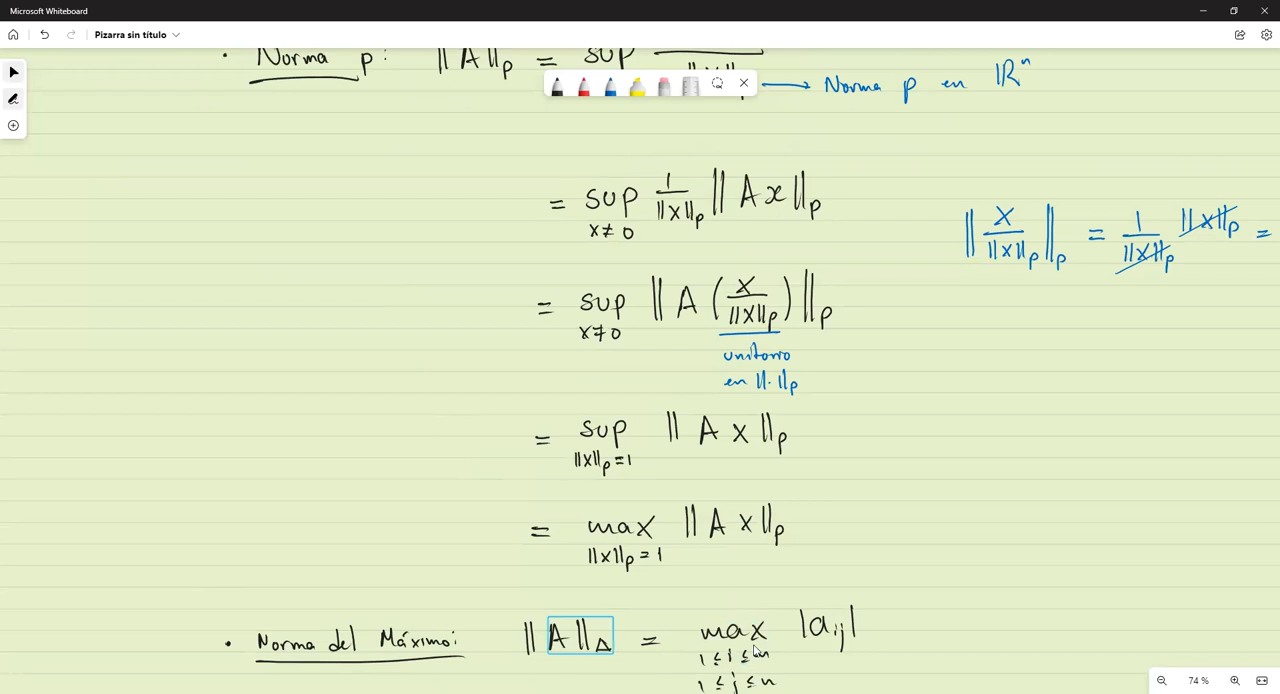 Microsoft Whiteboard
Pizarra sin título
· Norma p: ‖A‖p = sup
‖x‖p → Norma p en ℝⁿ
= sup x≠0 1/‖x‖p ‖Ax‖p
‖x/‖x‖p‖p = 1/‖x‖p ‖x‖p =
= sup x≠0 ‖A (x/‖x‖p)‖p
unitario
en ‖·‖p
= sup ‖x‖p=1 ‖Ax‖p
= max ‖x‖p=1 ‖Ax‖p
· Norma del Máximo: ‖A‖Δ = max 1≤i≤n 1≤j≤n |aij|
74 %